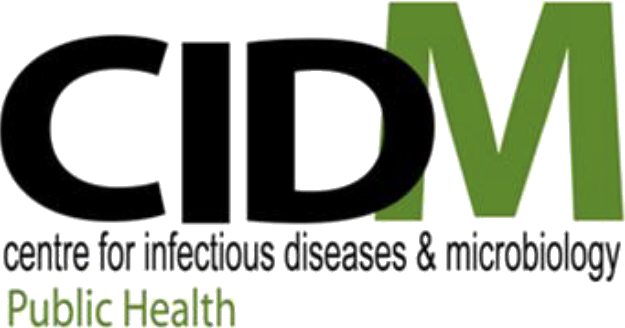 CIDM
centre for infectious diseases & microbiology
Public Health